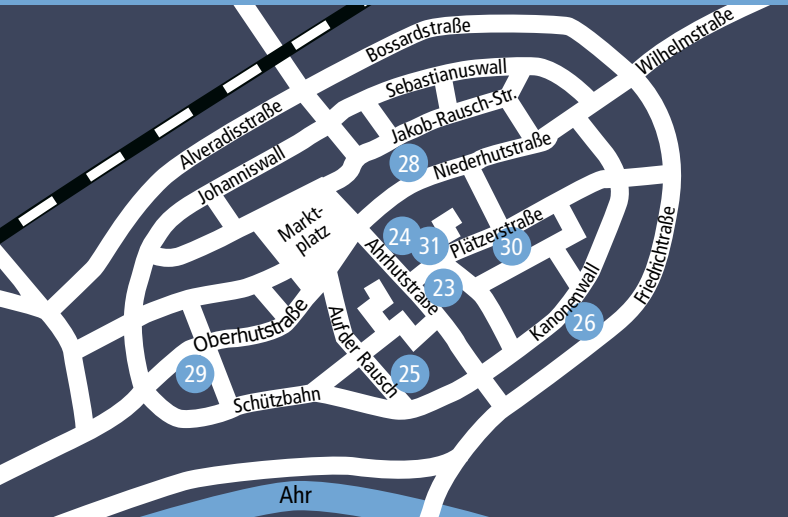 Bossardstraße
Wilhelmstraße
Sebastianuswall
Alveradisstraße
Jakob-Rausch-Str.
Johanniswall
28
Niederhutstraße
Markt-
platz
24
31
Plätzerstraße
30
Ahrhutstraße
23
Friedichtraße
Kanonenwall
26
Oberhutstraße
Auf der Rausch
29
25
Schützbahn
Ahr